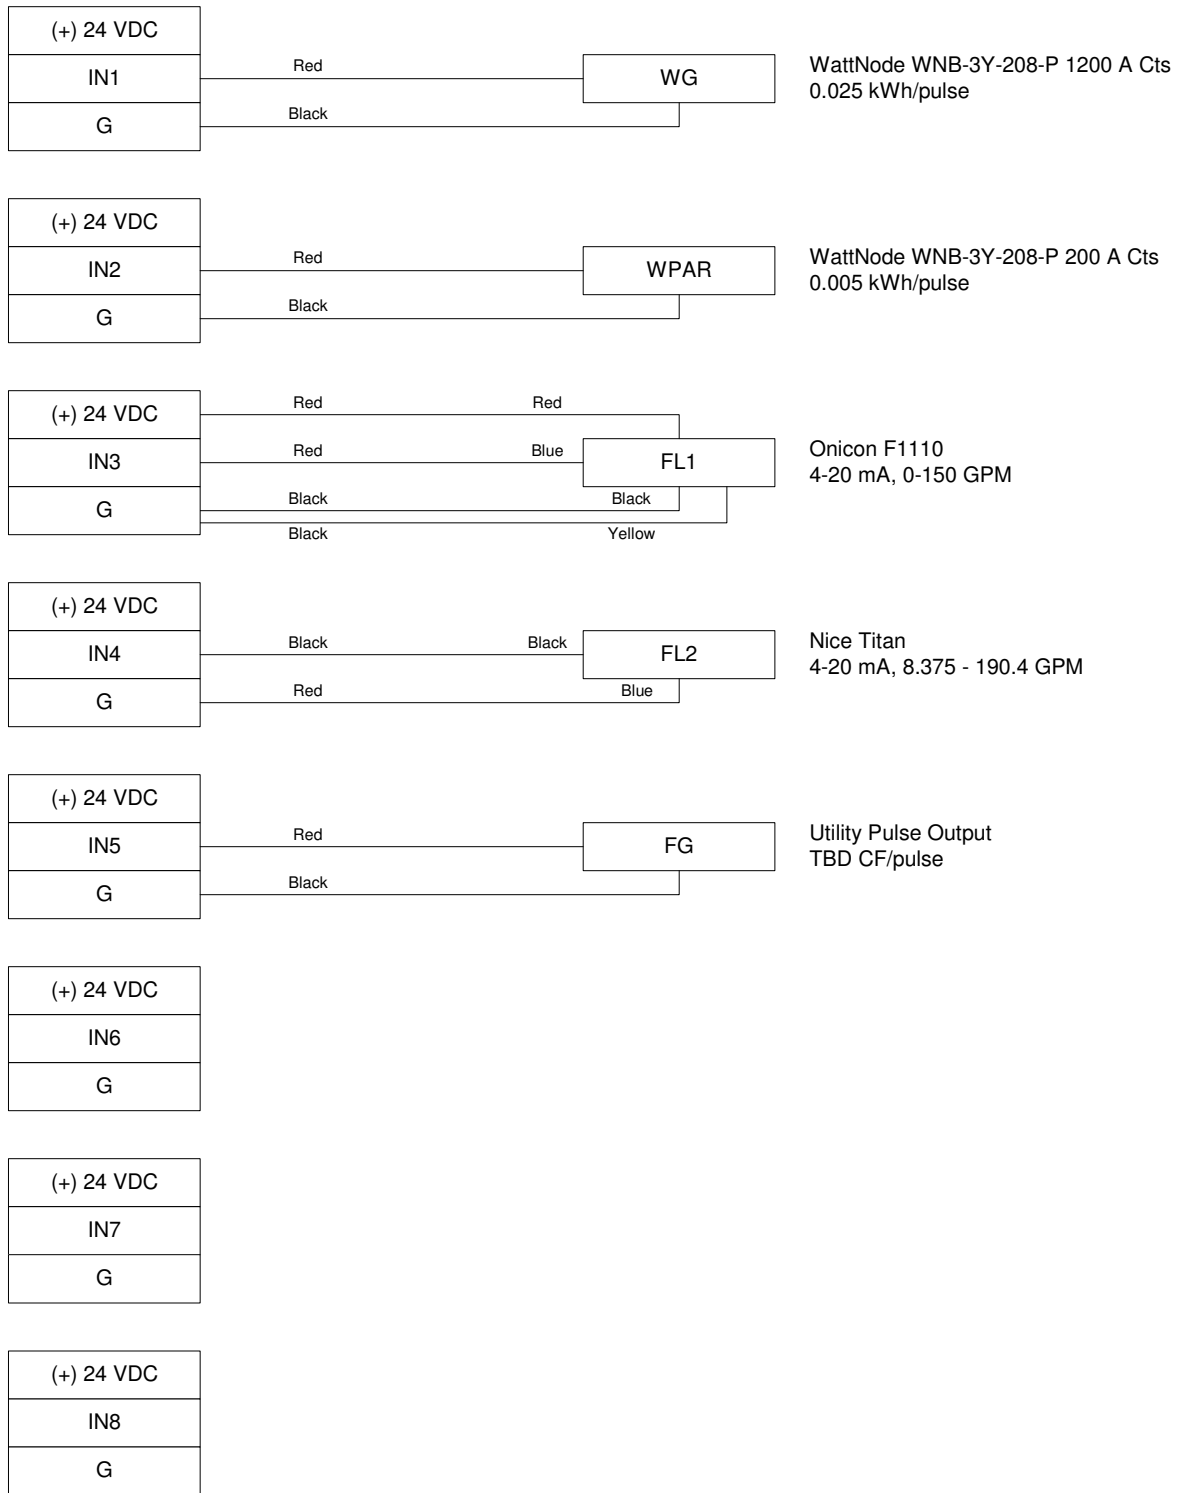 (+) 24 VDC
IN1
G
Red
Black
WG
WattNode WNB-3Y-208-P 1200 A Cts
0.025 kWh/pulse
(+) 24 VDC
IN2
G
Red
Black
WPAR
WattNode WNB-3Y-208-P 200 A Cts
0.005 kWh/pulse
(+) 24 VDC
IN3
G
Red
Red
Red
Blue
Black
Black
Black
Yellow
FL1
Onicon F1110
4-20 mA, 0-150 GPM
(+) 24 VDC
IN4
G
Black
Black
Red
Blue
FL2
Nice Titan
4-20 mA, 8.375 - 190.4 GPM
(+) 24 VDC
IN5
G
Red
Black
FG
Utility Pulse Output
TBD CF/pulse
(+) 24 VDC
IN6
G
(+) 24 VDC
IN7
G
(+) 24 VDC
IN8
G